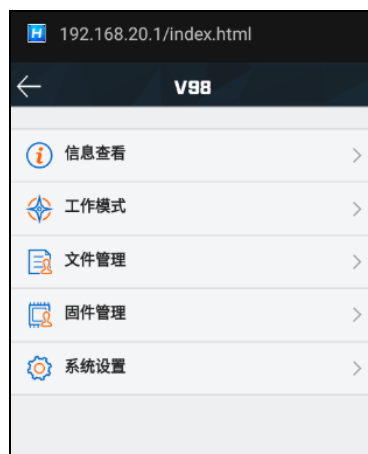 192.168.20.1/index.html
V98
信息查看
工作模式
文件管理
固件管理
系统设置